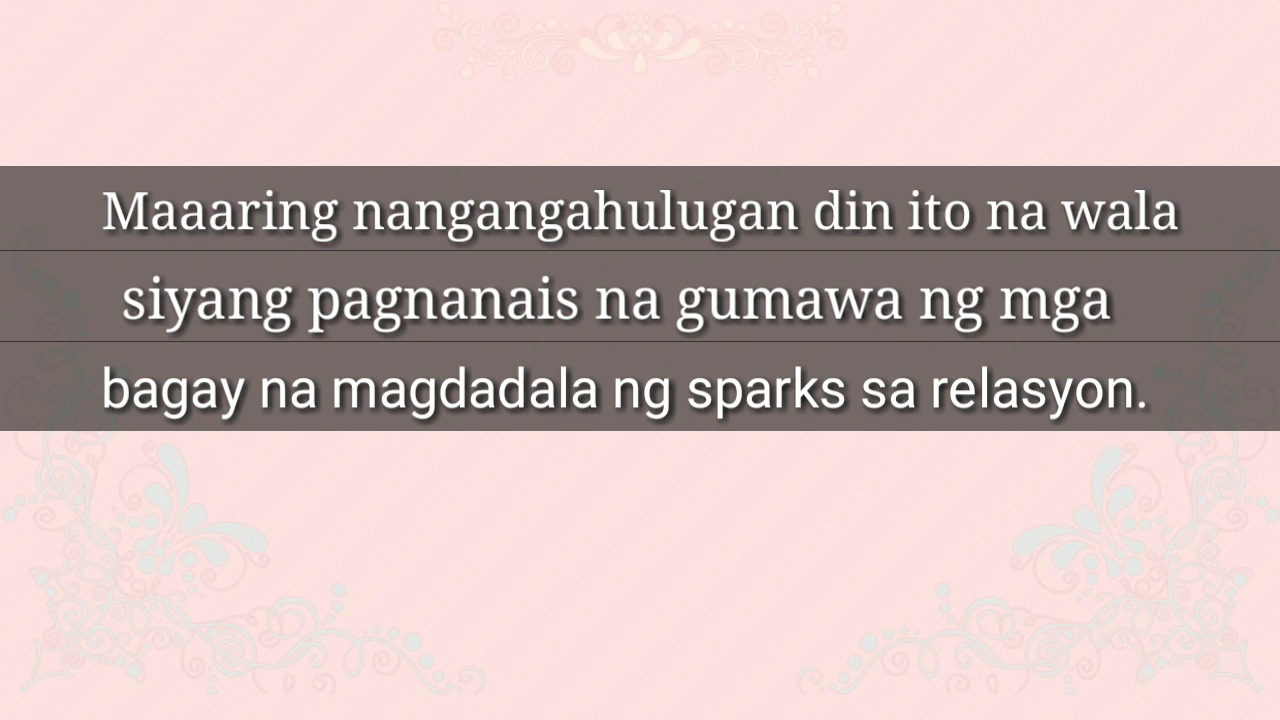 Maaaring nangangahulugan din ito na wala
siyang pagnanais na gumawa ng mga
bagay na magdadala ng sparks sa relasyon.